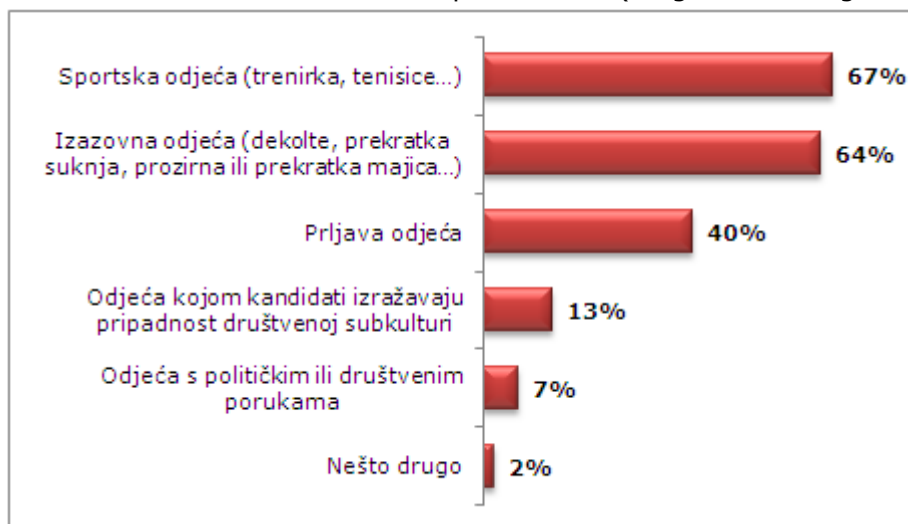 Sportska odjeća (trenirka, tenisice...)
67%
Izazovna odjeća (dekolte, prekratka
suknja, prozirna ili prekratka majica...)
64%
Prljava odjeća
40%
Odjeća kojom kandidati izražavaju
pripadnost društvenoj subkulturi
13%
Odjeća s političkim ili društvenim
porukama
7%
Nešto drugo
2%